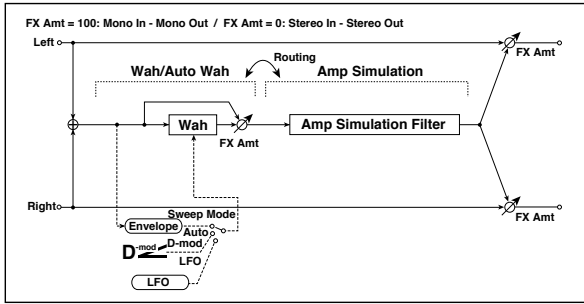 FX Amt = 100: Mono In - Mono Out / FX Amt = 0: Stereo In - Stereo Out
Left
FX Amt
Routing
Wah/Auto Wah
Amp Simulation
Wah
FX Amt
Amp Simulation Filter
Right
FX Amt
Sweep Mode
Envelope
Auto
D-mod
D-mod
LFO
LFO